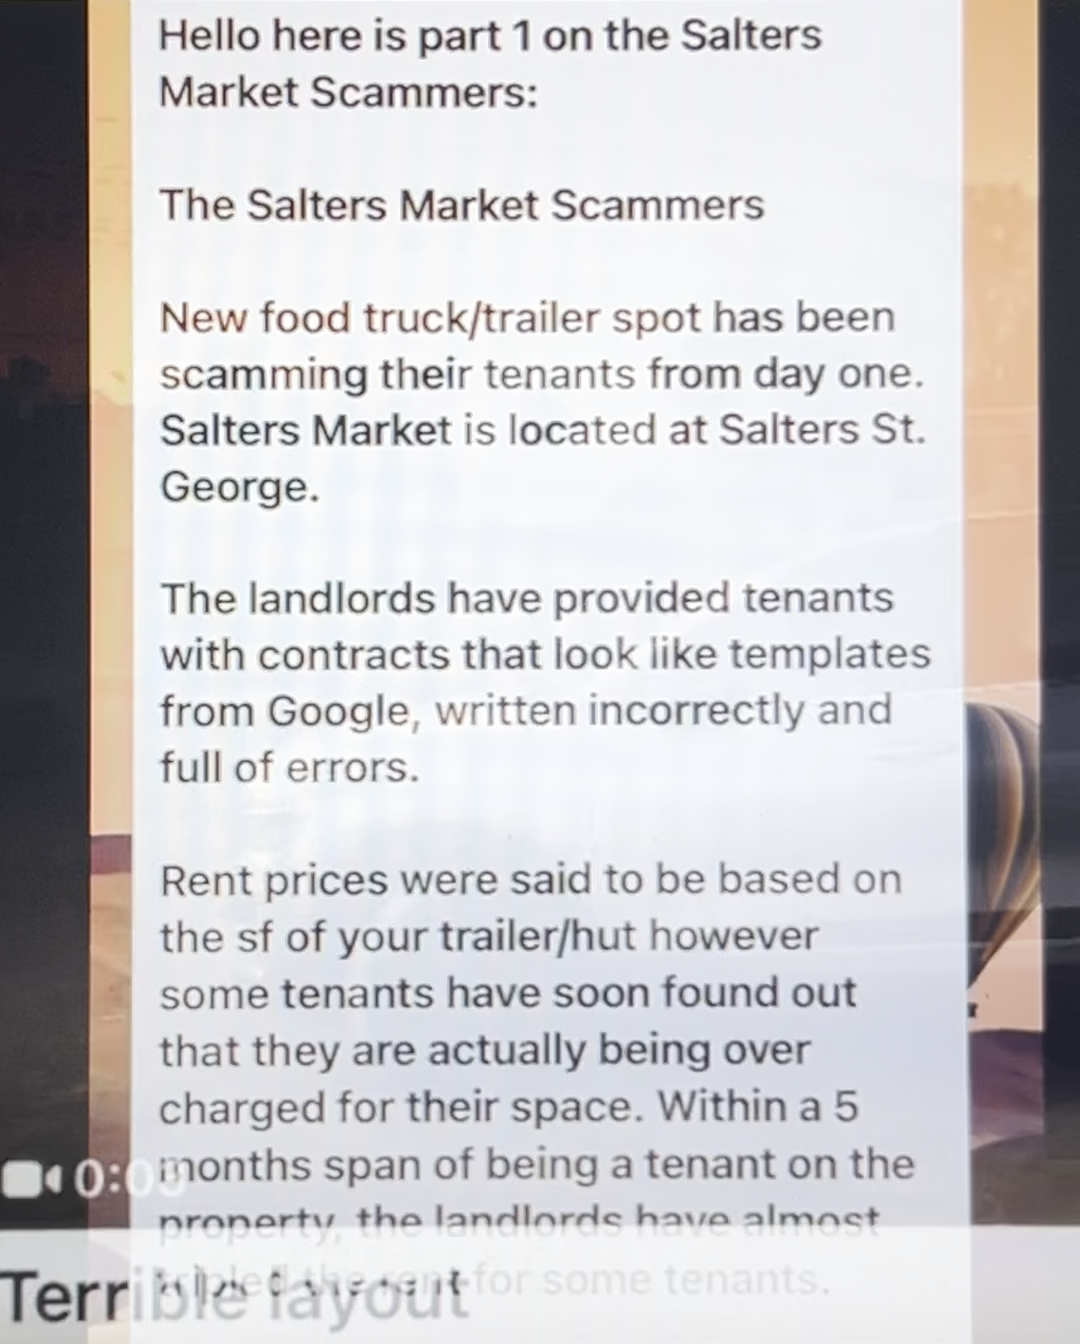 Hello here is part 1 on the Salters
Market Scammers:
The Salters Market Scammers
New food truck/trailer spot has been
scamming their tenants from day one.
Salters Market is located at Salters St.
George.
The landlords have provided tenants
with contracts that look like templates
from Google, written incorrectly and
full of errors.
Rent prices were said to be based on
the sf of your trailer/hut however
some tenants have soon found out
that they are actually being over
charged for their space. Within a 5
months span of being a tenant on the
0:0
property, the landlords have almost
tripled the rent for some tenants.
Terrible layout